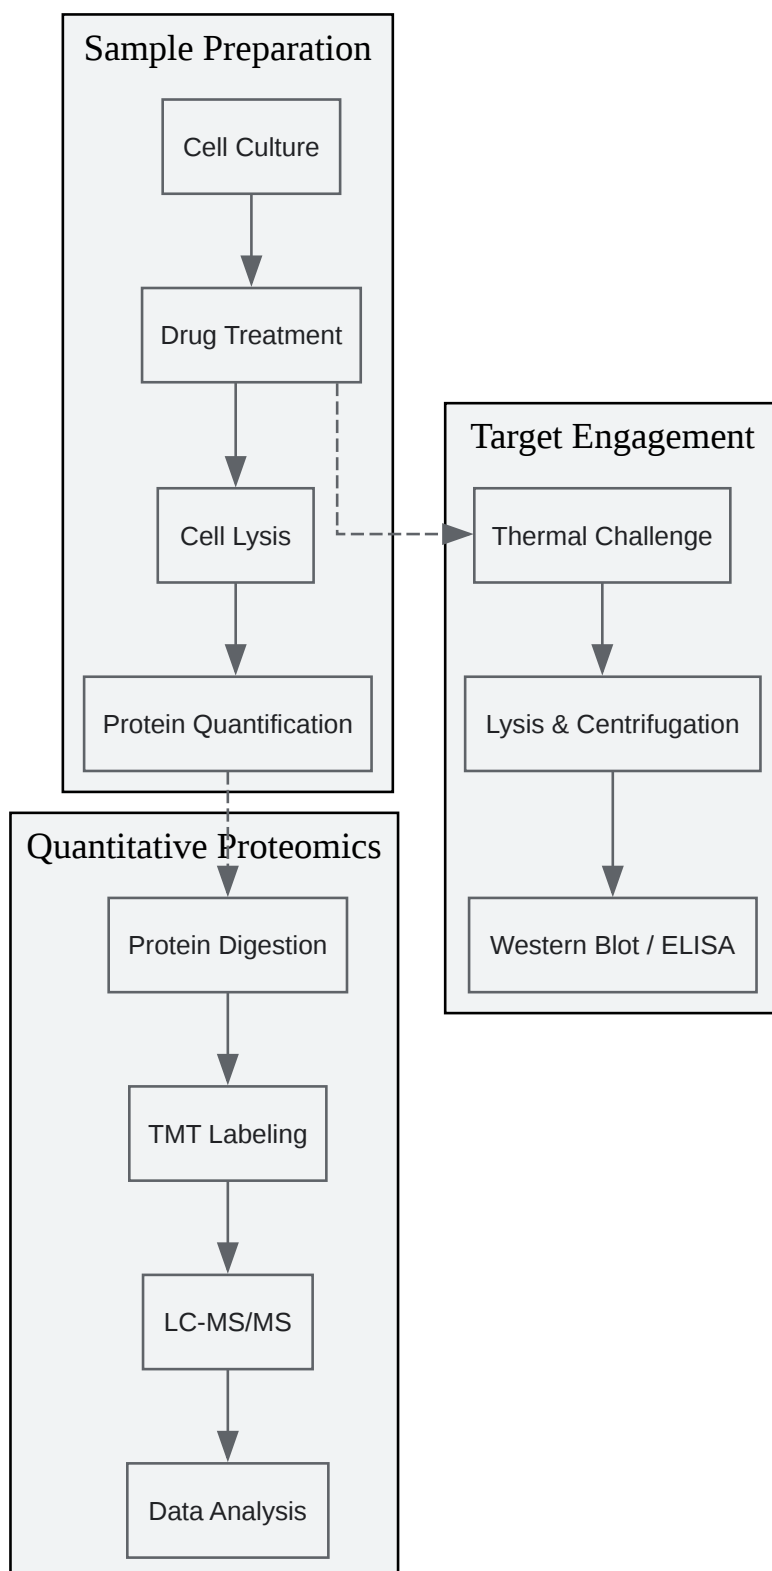 Sample Preparation
Cell Culture
Drug Treatment
Cell Lysis
Protein Quantification
Target Engagement
Thermal Challenge
Lysis & Centrifugation
Western Blot / ELISA
Quantitative Proteomics
Protein Digestion
TMT Labeling
LC-MS/MS
Data Analysis